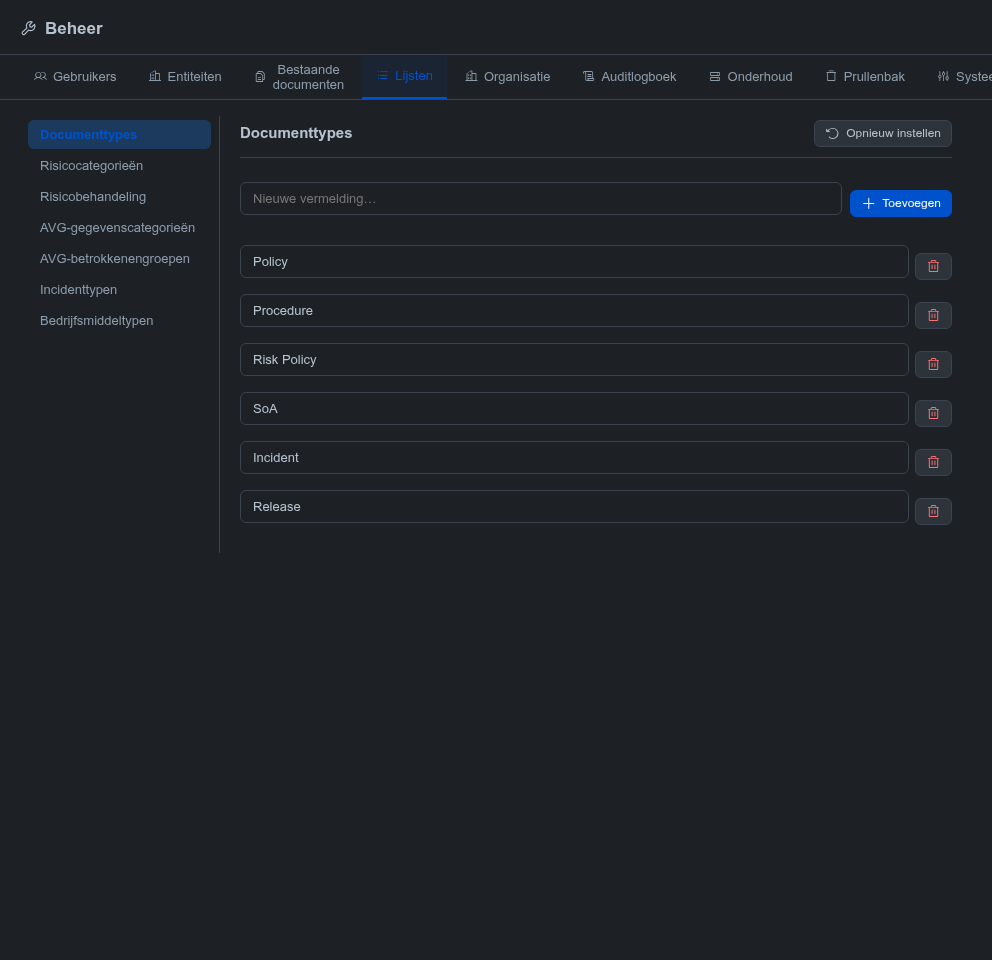 Beheer
Gebruikers
Entiteiten
Bestaande
documenten
Lijsten
Organisatie
Auditlogboek
Onderhoud
Prullenbak
Systee
Documenttypes
Risicocategorieën
Risicobehandeling
AVG-gegevenscategorieën
AVG-betrokkenengroepen
Incidenttypen
Bedrijfsmiddeltypen
Documenttypes
Opnieuw instellen
Nieuwe vermelding…
Toevoegen
Policy
Procedure
Risk Policy
SoA
Incident
Release